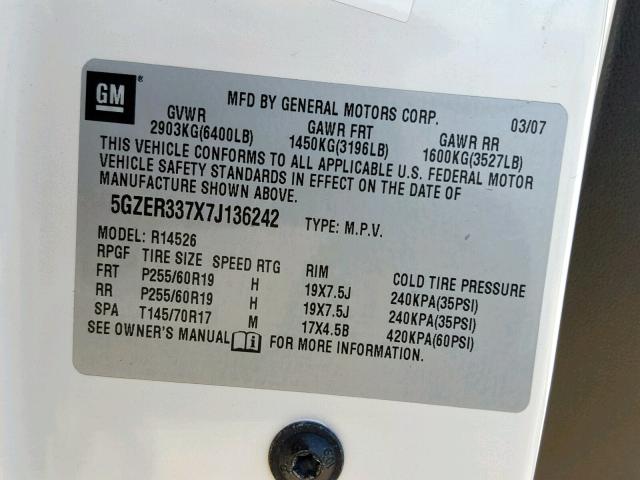 GM
MFD BY GENERAL MOTORS CORP. 03/07
GVWR GAWR FRT GAWR RR
2903KG(6400LB) 1450KG(3196LB) 1600KG(3527LB)
THIS VEHICLE CONFORMS TO ALL APPLICABLE U.S. FEDERAL MOTOR
VEHICLE SAFETY STANDARDS IN EFFECT ON THE DATE OF
MANUFACTURE SHOWN ABOVE.
5GZER337X7J136242 TYPE: M.P.V.
MODEL: R14526
RPGF TIRE SIZE SPEED RTG RIM COLD TIRE PRESSURE
FRT P255/60R19 H 19X7.5J 240KPA(35PSI)
RR P255/60R19 H 19X7.5J 240KPA(35PSI)
SPA T145/70R17 M 17X4.5B 420KPA(60PSI)
SEE OWNER'S MANUAL FOR MORE INFORMATION.